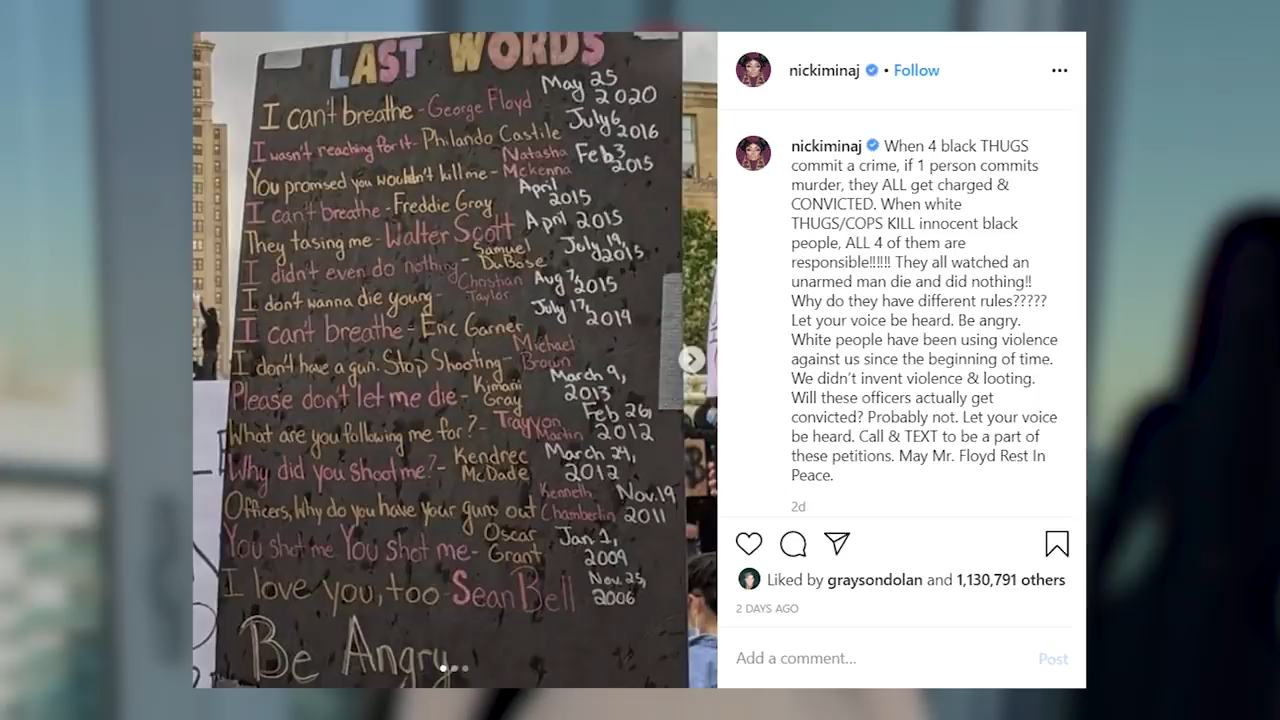 LAST WORDS
I can't breathe - George Floyd May 25 2020
I wasn't reaching for it - Philando Castile July 6 2016
You promised you wouldn't kill me - Natasha Mckenna Feb 3 2015
I can't breathe - Freddie Gray April 2015
They tasing me - Walter Scott April 2015
I didn't even do nothing - Samuel DuBose July 19, 2015
I don't wanna die young - Christian Taylor Aug 7, 2015
I can't breathe - Eric Garner July 17, 2014
I don't have a gun. Stop Shooting - Michael Brown
Please don't let me die - Kimani Gray March 9, 2013
What are you following me for? - Trayvon Martin Feb 26, 2012
Why did you shoot me? - Kendrec McDade March 24, 2012
Officers, Why do you have your guns out Kenneth Chamberlin Nov. 19 2011
You shot me You shot me - Oscar Grant Jan. 1, 2009
I love you, too - Sean Bell Nov. 25, 2006
Be Angry
nickiminaj • Follow
nickiminaj When 4 black THUGS
commit a crime, if 1 person commits
murder, they ALL get charged &
CONVICTED. When white
THUGS/COPS KILL innocent black
people, ALL 4 of them are
responsible!!!!!! They all watched an
unarmed man die and did nothing!!
Why do they have different rules?????
Let your voice be heard. Be angry.
White people have been using violence
against us since the beginning of time.
We didn't invent violence & looting.
Will these officers actually get
convicted? Probably not. Let your voice
be heard. Call & TEXT to be a part of
these petitions. May Mr. Floyd Rest In
Peace.
2d
Liked by graysondolan and 1,130,791 others
2 DAYS AGO
Add a comment...
Post